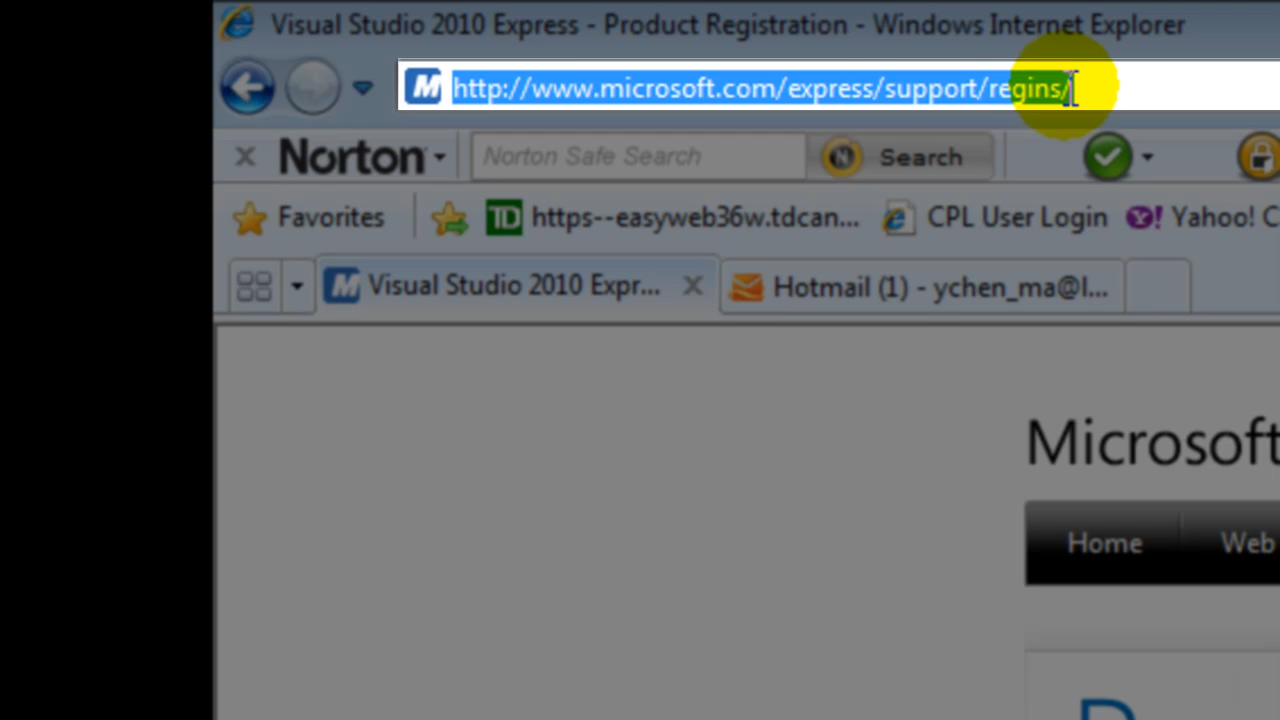 Visual Studio 2010 Express - Product Registration - Windows Internet Explorer
http://www.microsoft.com/express/support/regins/
Norton Norton Safe Search Search
Favorites https--easyweb36w.tdcan... CPL User Login Yahoo! C
Visual Studio 2010 Expr... Hotmail (1) - ychen_ma@l...
Microsoft
Home Web